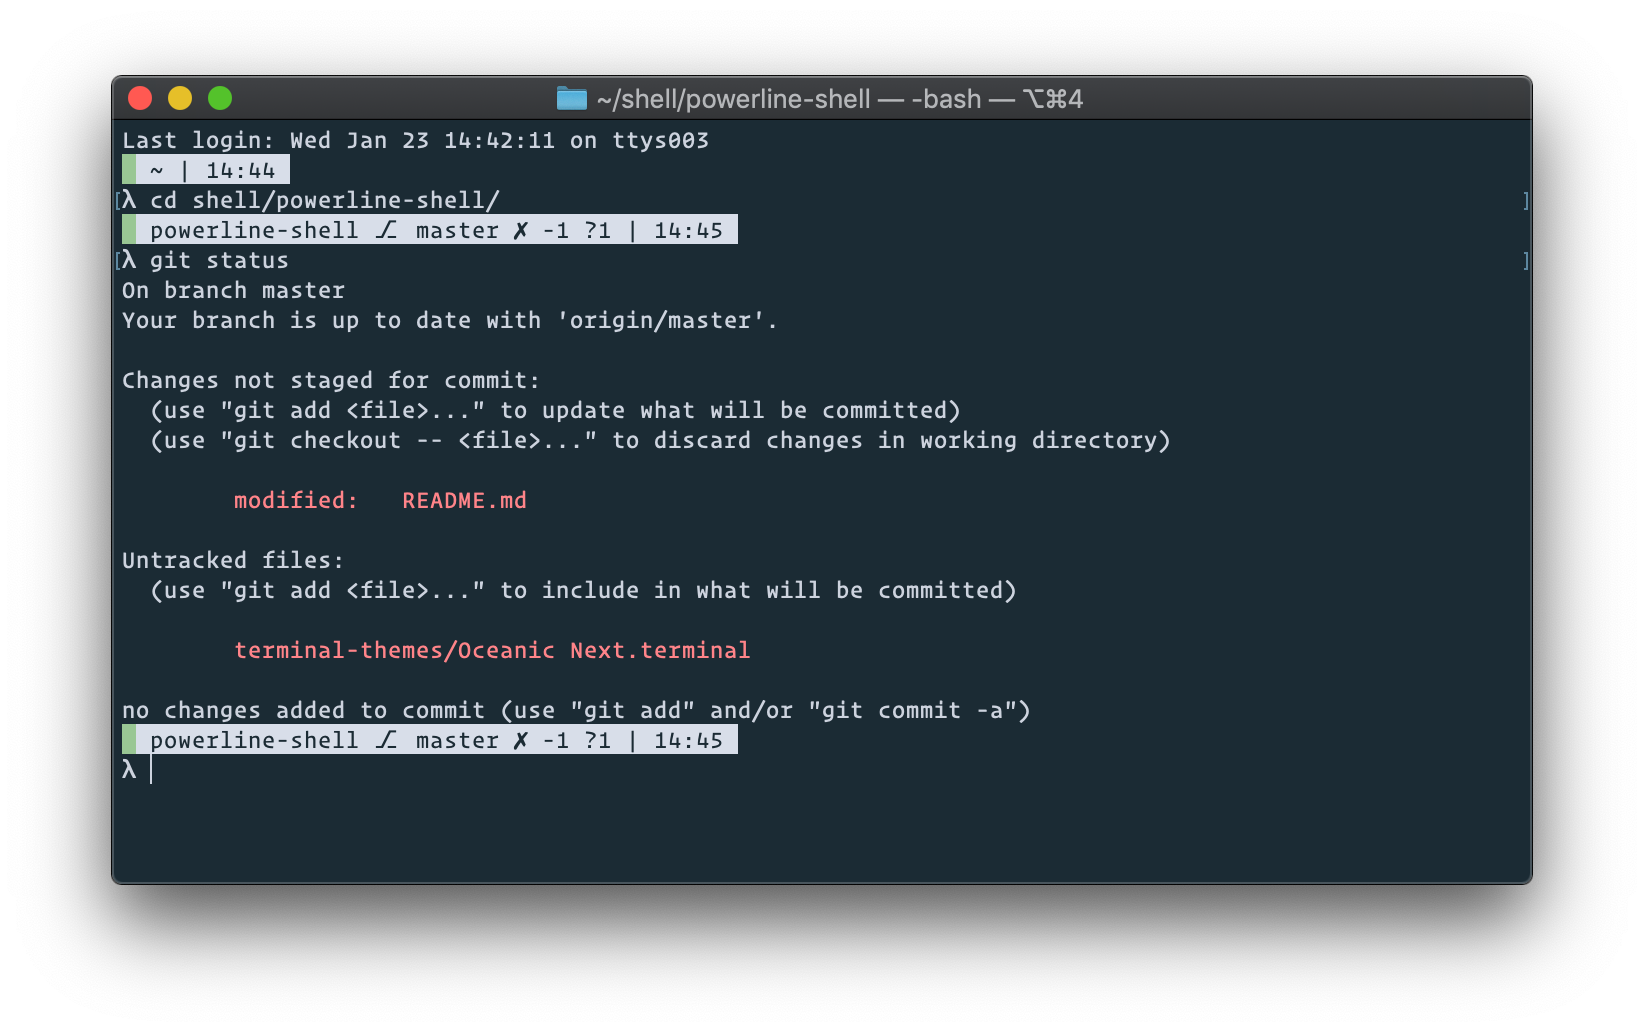 ~/shell/powerline-shell — -bash — ⌥⌘4
Last login: Wed Jan 23 14:42:11 on ttys003
~ | 14:44
λ cd shell/powerline-shell/
powerline-shell ⎇ master ✗ -1 ?1 | 14:45
λ git status
On branch master
Your branch is up to date with 'origin/master'.
Changes not staged for commit:
(use "git add <file>..." to update what will be committed)
(use "git checkout -- <file>..." to discard changes in working directory)
modified:   README.md
Untracked files:
(use "git add <file>..." to include in what will be committed)
terminal-themes/Oceanic Next.terminal
no changes added to commit (use "git add" and/or "git commit -a")
powerline-shell ⎇ master ✗ -1 ?1 | 14:45
λ